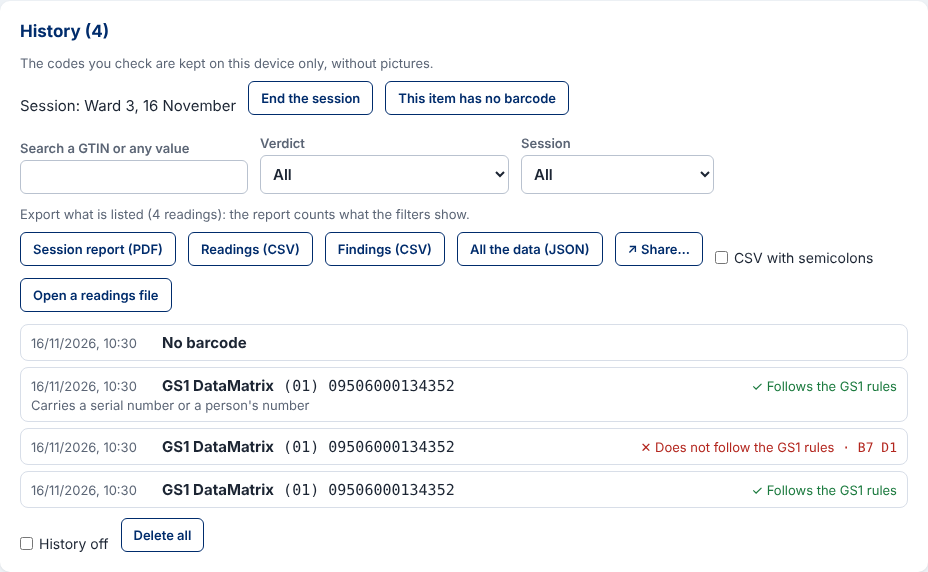 History (4)
The codes you check are kept on this device only, without pictures.
Session: Ward 3, 16 November
End the session
This item has no barcode
Search a GTIN or any value
Verdict
Session
All
All
Export what is listed (4 readings): the report counts what the filters show.
Session report (PDF)
Readings (CSV)
Findings (CSV)
All the data (JSON)
↗ Share...
CSV with semicolons
Open a readings file
16/11/2026, 10:30 No barcode
16/11/2026, 10:30 GS1 DataMatrix (01) 09506000134352 ✓ Follows the GS1 rules
Carries a serial number or a person's number
16/11/2026, 10:30 GS1 DataMatrix (01) 09506000134352 ✕ Does not follow the GS1 rules · B7 D1
16/11/2026, 10:30 GS1 DataMatrix (01) 09506000134352 ✓ Follows the GS1 rules
History off
Delete all